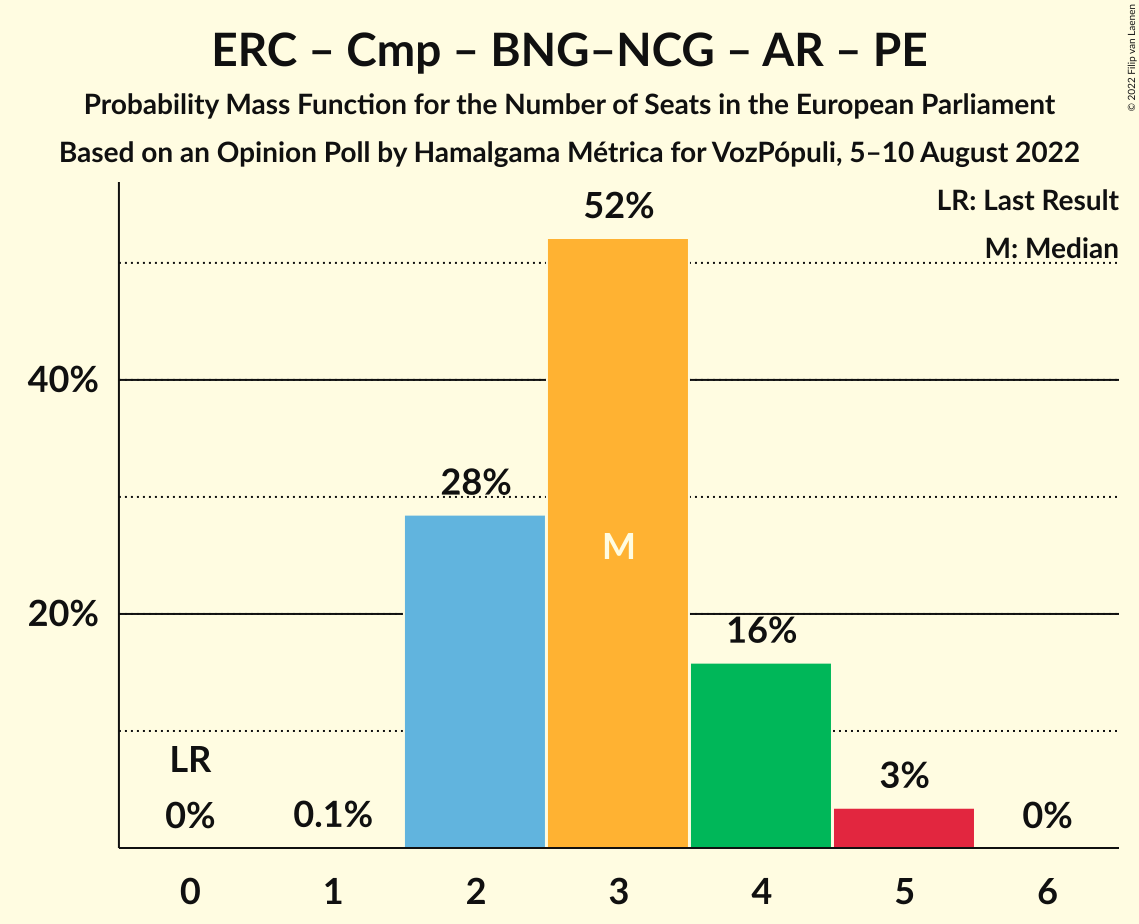 ERC – Cmp – BNG–NCG – AR – PE
Probability Mass Function for the Number of Seats in the European Parliament
Based on an Opinion Poll by Hamalgama Métrica for VozPópuli, 5–10 August 2022
© 2022 Filip van Laenen
LR: Last Result
M: Median
52%
40%
28%
M
20%
16%
LR
3%
0%
0.1%
0%
0 1 2 3 4 5 6